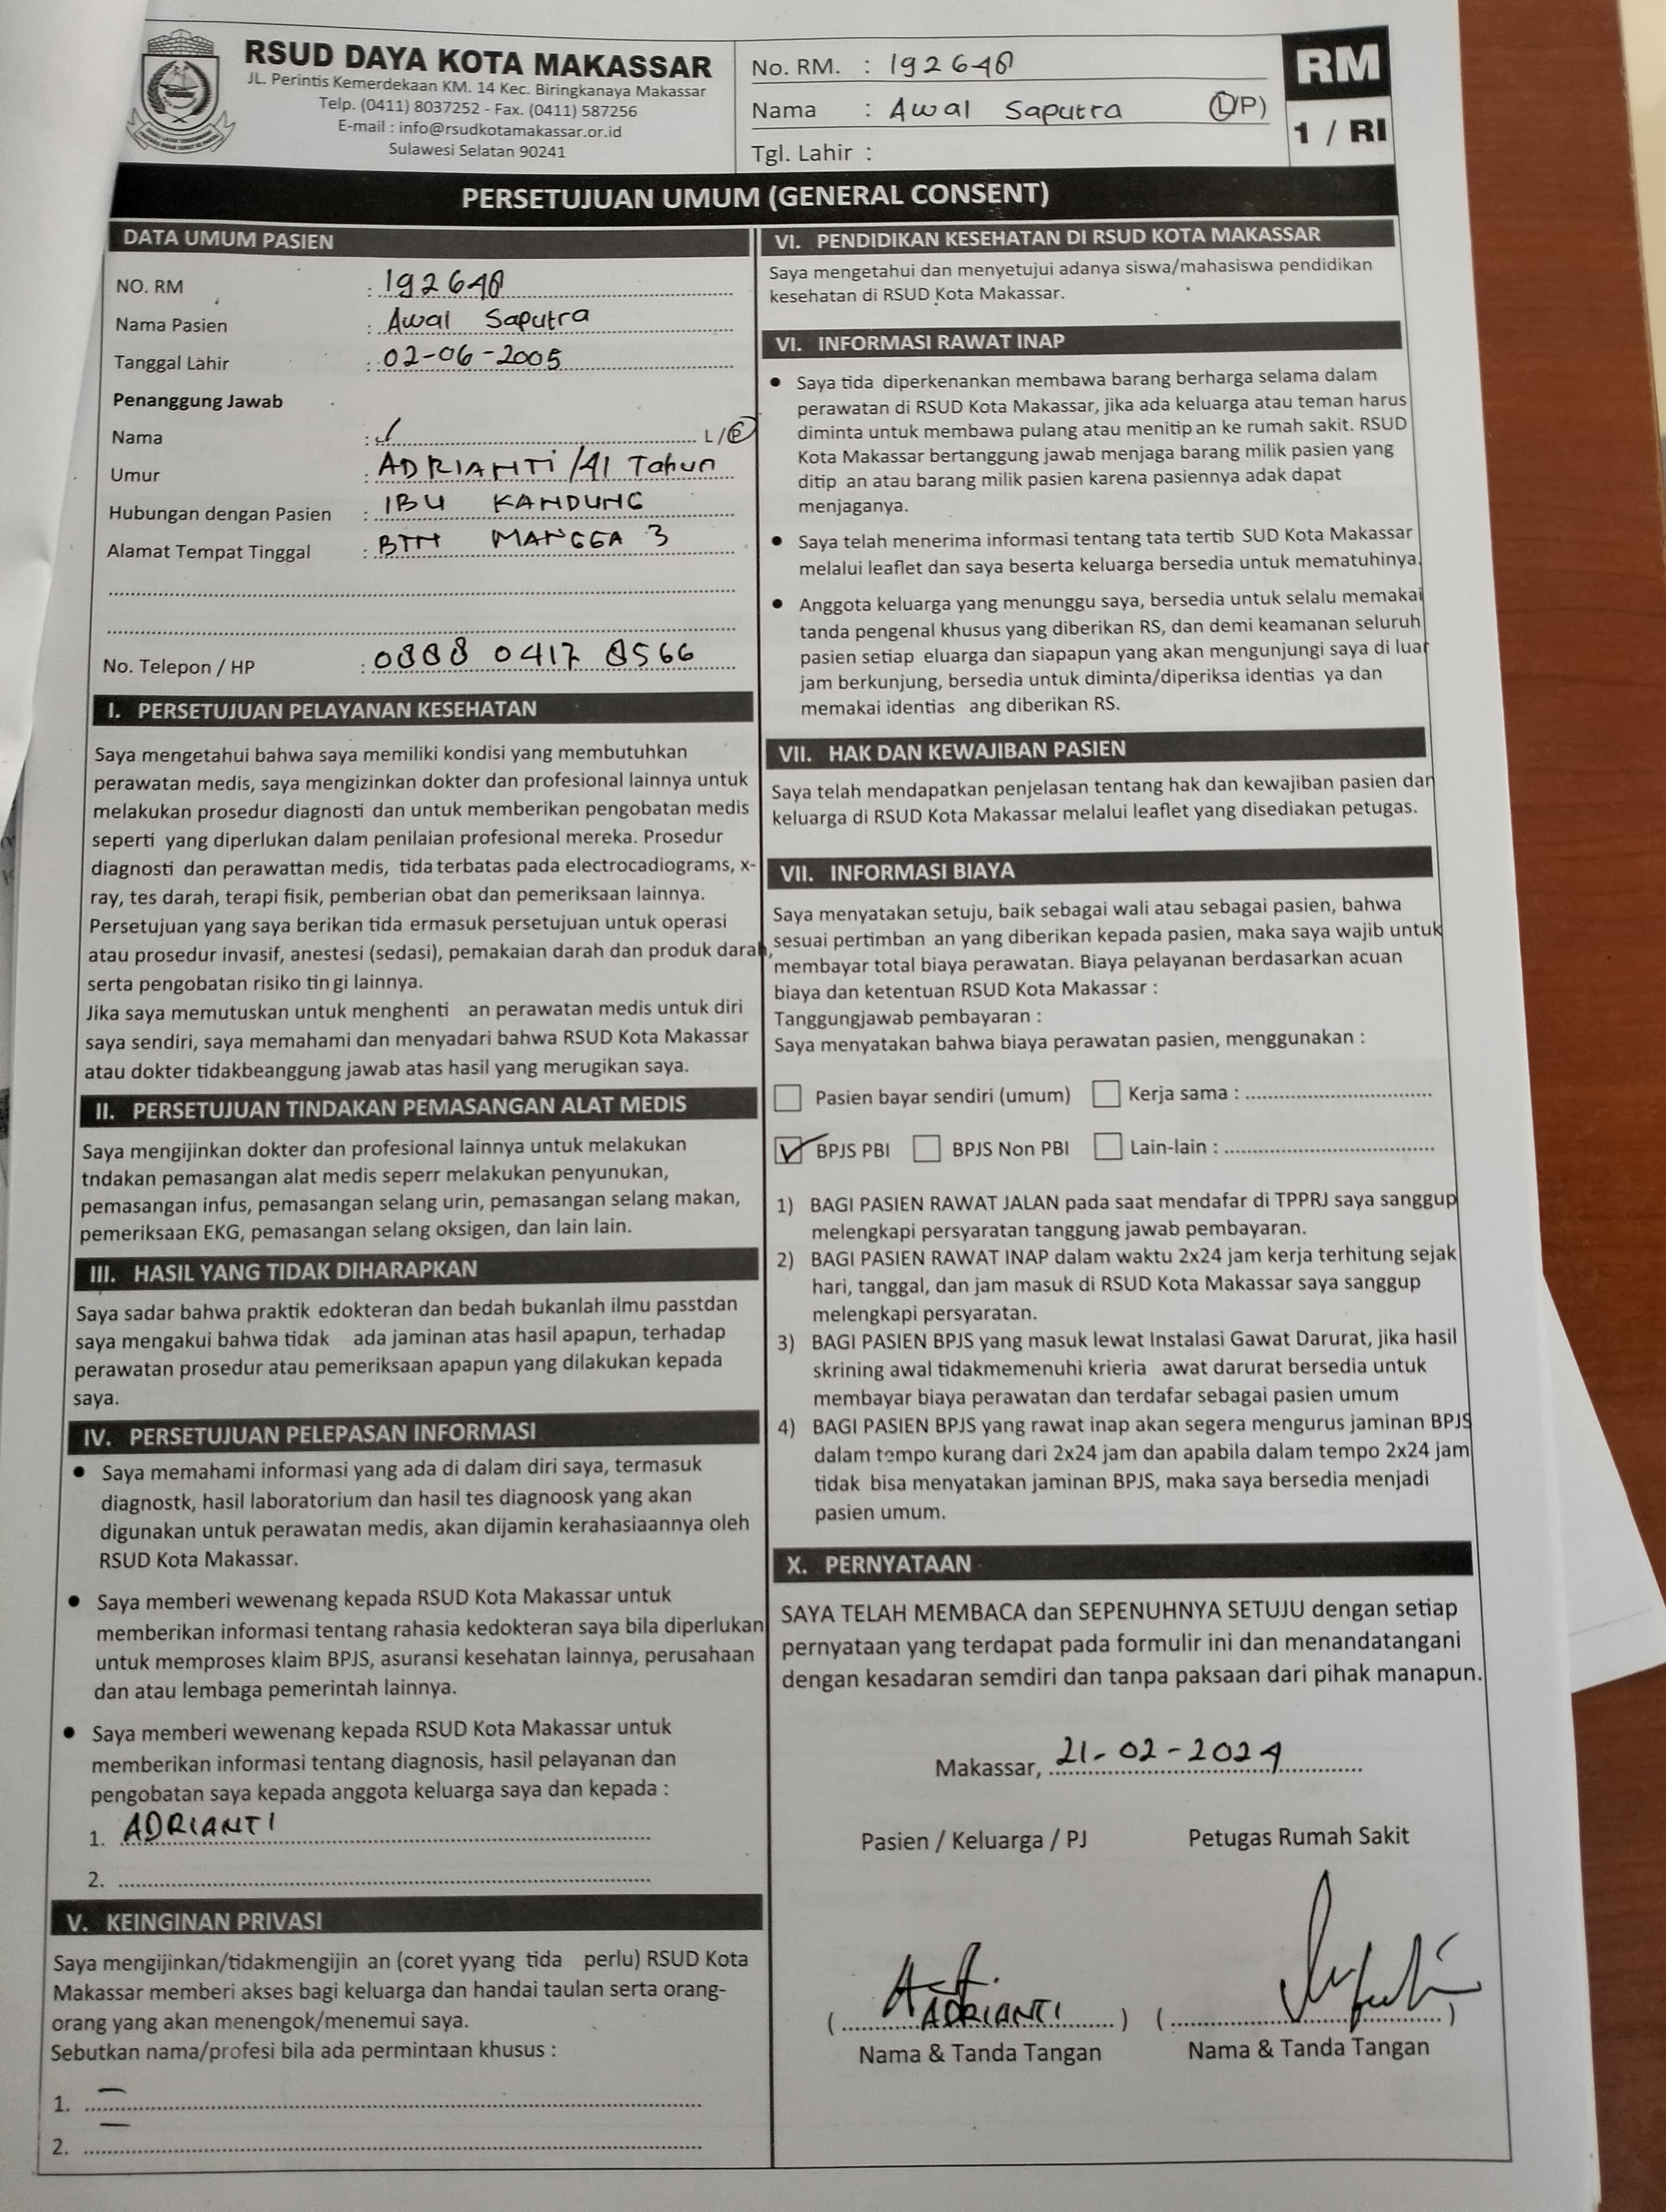 RSUD DAYA KOTA MAKASSAR
JL. Perintis Kemerdekaan KM. 14 Kec. Biringkanaya Makassar
Telp. (0411) 8037252 - Fax. (0411) 587256
E-mail : info@rsudkotamakassar.or.id
Sulawesi Selatan 90241
No. RM. : 192648
Nama : Awal Saputra (L/P)
Tgl. Lahir :
RM
1 / RI
PERSETUJUAN UMUM (GENERAL CONSENT)
DATA UMUM PASIEN
NO. RM : 192648
Nama Pasien : Awal Saputra
Tanggal Lahir : 02-06-2005
Penanggung Jawab
Nama : L/P
Umur : ADRIANTI /41 Tahun
Hubungan dengan Pasien : IBU KANDUNG
Alamat Tempat Tinggal : BTN MANGGA 3
No. Telepon / HP : 0888 0417 8566
I. PERSETUJUAN PELAYANAN KESEHATAN
Saya mengetahui bahwa saya memiliki kondisi yang membutuhkan
perawatan medis, saya mengizinkan dokter dan profesional lainnya untuk
melakukan prosedur diagnosti dan untuk memberikan pengobatan medis
seperti yang diperlukan dalam penilaian profesional mereka. Prosedur
diagnosti dan perawattan medis, tida terbatas pada electrocadiograms, x-
ray, tes darah, terapi fisik, pemberian obat dan pemeriksaan lainnya.
Persetujuan yang saya berikan tida ermasuk persetujuan untuk operasi
atau prosedur invasif, anestesi (sedasi), pemakaian darah dan produk darah,
serta pengobatan risiko tin gi lainnya.
Jika saya memutuskan untuk menghenti an perawatan medis untuk diri
saya sendiri, saya memahami dan menyadari bahwa RSUD Kota Makassar
atau dokter tidakbeanggung jawab atas hasil yang merugikan saya.
II. PERSETUJUAN TINDAKAN PEMASANGAN ALAT MEDIS
Saya mengijinkan dokter dan profesional lainnya untuk melakukan
tndakan pemasangan alat medis seperr melakukan penyunukan,
pemasangan infus, pemasangan selang urin, pemasangan selang makan,
pemeriksaan EKG, pemasangan selang oksigen, dan lain lain.
III. HASIL YANG TIDAK DIHARAPKAN
Saya sadar bahwa praktik edokteran dan bedah bukanlah ilmu passtdan
saya mengakui bahwa tidak ada jaminan atas hasil apapun, terhadap
perawatan prosedur atau pemeriksaan apapun yang dilakukan kepada
saya.
IV. PERSETUJUAN PELEPASAN INFORMASI
• Saya memahami informasi yang ada di dalam diri saya, termasuk
diagnostk, hasil laboratorium dan hasil tes diagnoosk yang akan
digunakan untuk perawatan medis, akan dijamin kerahasiaannya oleh
RSUD Kota Makassar.
• Saya memberi wewenang kepada RSUD Kota Makassar untuk
memberikan informasi tentang rahasia kedokteran saya bila diperlukan
untuk memproses klaim BPJS, asuransi kesehatan lainnya, perusahaan
dan atau lembaga pemerintah lainnya.
• Saya memberi wewenang kepada RSUD Kota Makassar untuk
memberikan informasi tentang diagnosis, hasil pelayanan dan
pengobatan saya kepada anggota keluarga saya dan kepada :
1. ADRIANTI
2.
V. KEINGINAN PRIVASI
Saya mengijinkan/tidakmengijin an (coret yyang tida perlu) RSUD Kota
Makassar memberi akses bagi keluarga dan handai taulan serta orang-
orang yang akan menengok/menemui saya.
Sebutkan nama/profesi bila ada permintaan khusus :
1. —
2. —
VI. PENDIDIKAN KESEHATAN DI RSUD KOTA MAKASSAR
Saya mengetahui dan menyetujui adanya siswa/mahasiswa pendidikan
kesehatan di RSUD Kota Makassar.
VI. INFORMASI RAWAT INAP
• Saya tida diperkenankan membawa barang berharga selama dalam
perawatan di RSUD Kota Makassar, jika ada keluarga atau teman harus
diminta untuk membawa pulang atau menitip an ke rumah sakit. RSUD
Kota Makassar bertanggung jawab menjaga barang milik pasien yang
ditip an atau barang milik pasien karena pasiennya adak dapat
menjaganya.
• Saya telah menerima informasi tentang tata tertib SUD Kota Makassar
melalui leaflet dan saya beserta keluarga bersedia untuk mematuhinya.
• Anggota keluarga yang menunggu saya, bersedia untuk selalu memakai
tanda pengenal khusus yang diberikan RS, dan demi keamanan seluruh
pasien setiap eluarga dan siapapun yang akan mengunjungi saya di luar
jam berkunjung, bersedia untuk diminta/diperiksa identias ya dan
memakai identias ang diberikan RS.
VII. HAK DAN KEWAJIBAN PASIEN
Saya telah mendapatkan penjelasan tentang hak dan kewajiban pasien dan
keluarga di RSUD Kota Makassar melalui leaflet yang disediakan petugas.
VII. INFORMASI BIAYA
Saya menyatakan setuju, baik sebagai wali atau sebagai pasien, bahwa
sesuai pertimban an yang diberikan kepada pasien, maka saya wajib untuk
membayar total biaya perawatan. Biaya pelayanan berdasarkan acuan
biaya dan ketentuan RSUD Kota Makassar :
Tanggungjawab pembayaran :
Saya menyatakan bahwa biaya perawatan pasien, menggunakan :
☐ Pasien bayar sendiri (umum) ☐ Kerja sama :
☑ BPJS PBI ☐ BPJS Non PBI ☐ Lain-lain :
1) BAGI PASIEN RAWAT JALAN pada saat mendafar di TPPRJ saya sanggup
melengkapi persyaratan tanggung jawab pembayaran.
2) BAGI PASIEN RAWAT INAP dalam waktu 2x24 jam kerja terhitung sejak
hari, tanggal, dan jam masuk di RSUD Kota Makassar saya sanggup
melengkapi persyaratan.
3) BAGI PASIEN BPJS yang masuk lewat Instalasi Gawat Darurat, jika hasil
skrining awal tidakmemenuhi krieria awat darurat bersedia untuk
membayar biaya perawatan dan terdafar sebagai pasien umum
4) BAGI PASIEN BPJS yang rawat inap akan segera mengurus jaminan BPJS
dalam tempo kurang dari 2x24 jam dan apabila dalam tempo 2x24 jam
tidak bisa menyatakan jaminan BPJS, maka saya bersedia menjadi
pasien umum.
X. PERNYATAAN
SAYA TELAH MEMBACA dan SEPENUHNYA SETUJU dengan setiap
pernyataan yang terdapat pada formulir ini dan menandatangani
dengan kesadaran semdiri dan tanpa paksaan dari pihak manapun.
Makassar, 21-02-2024
Pasien / Keluarga / PJ Petugas Rumah Sakit
( ADRIANTI ) ( )
Nama & Tanda Tangan Nama & Tanda Tangan